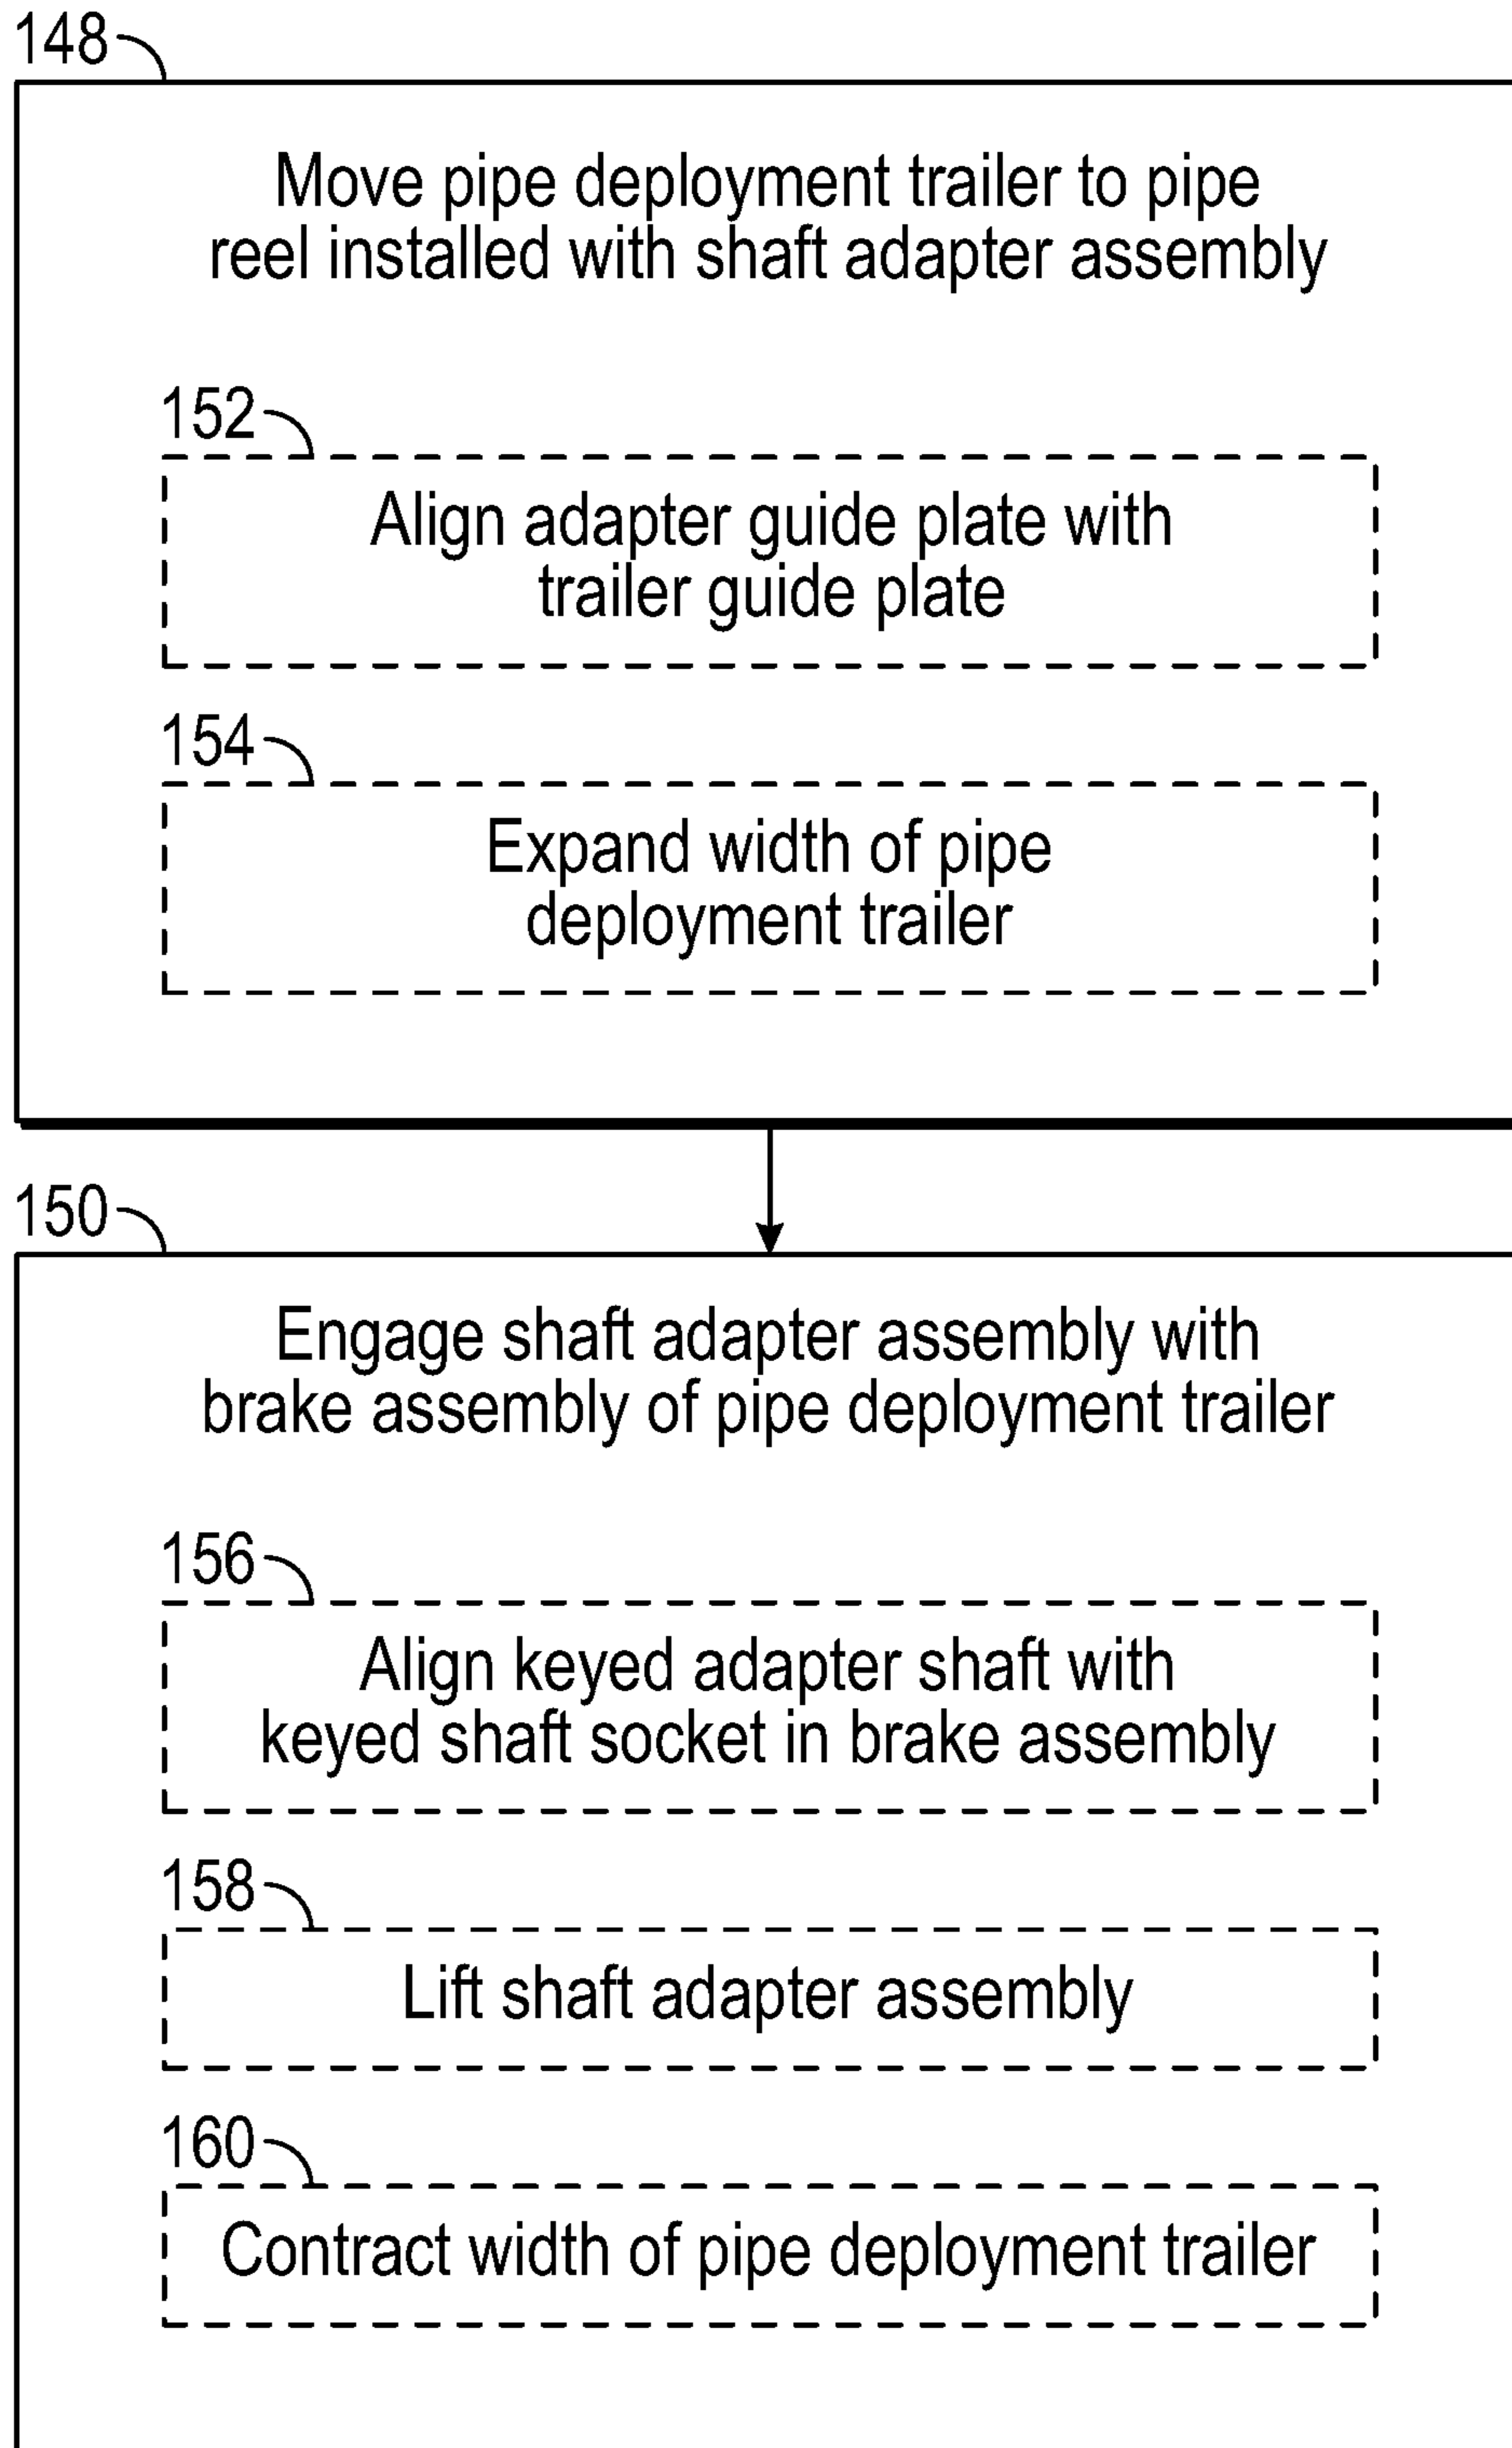 148
Move pipe deployment trailer to pipe
reel installed with shaft adapter assembly
152
Align adapter guide plate with
trailer guide plate
154
Expand width of pipe
deployment trailer
150
Engage shaft adapter assembly with
brake assembly of pipe deployment trailer
156
Align keyed adapter shaft with
keyed shaft socket in brake assembly
158
Lift shaft adapter assembly
160
Contract width of pipe deployment trailer